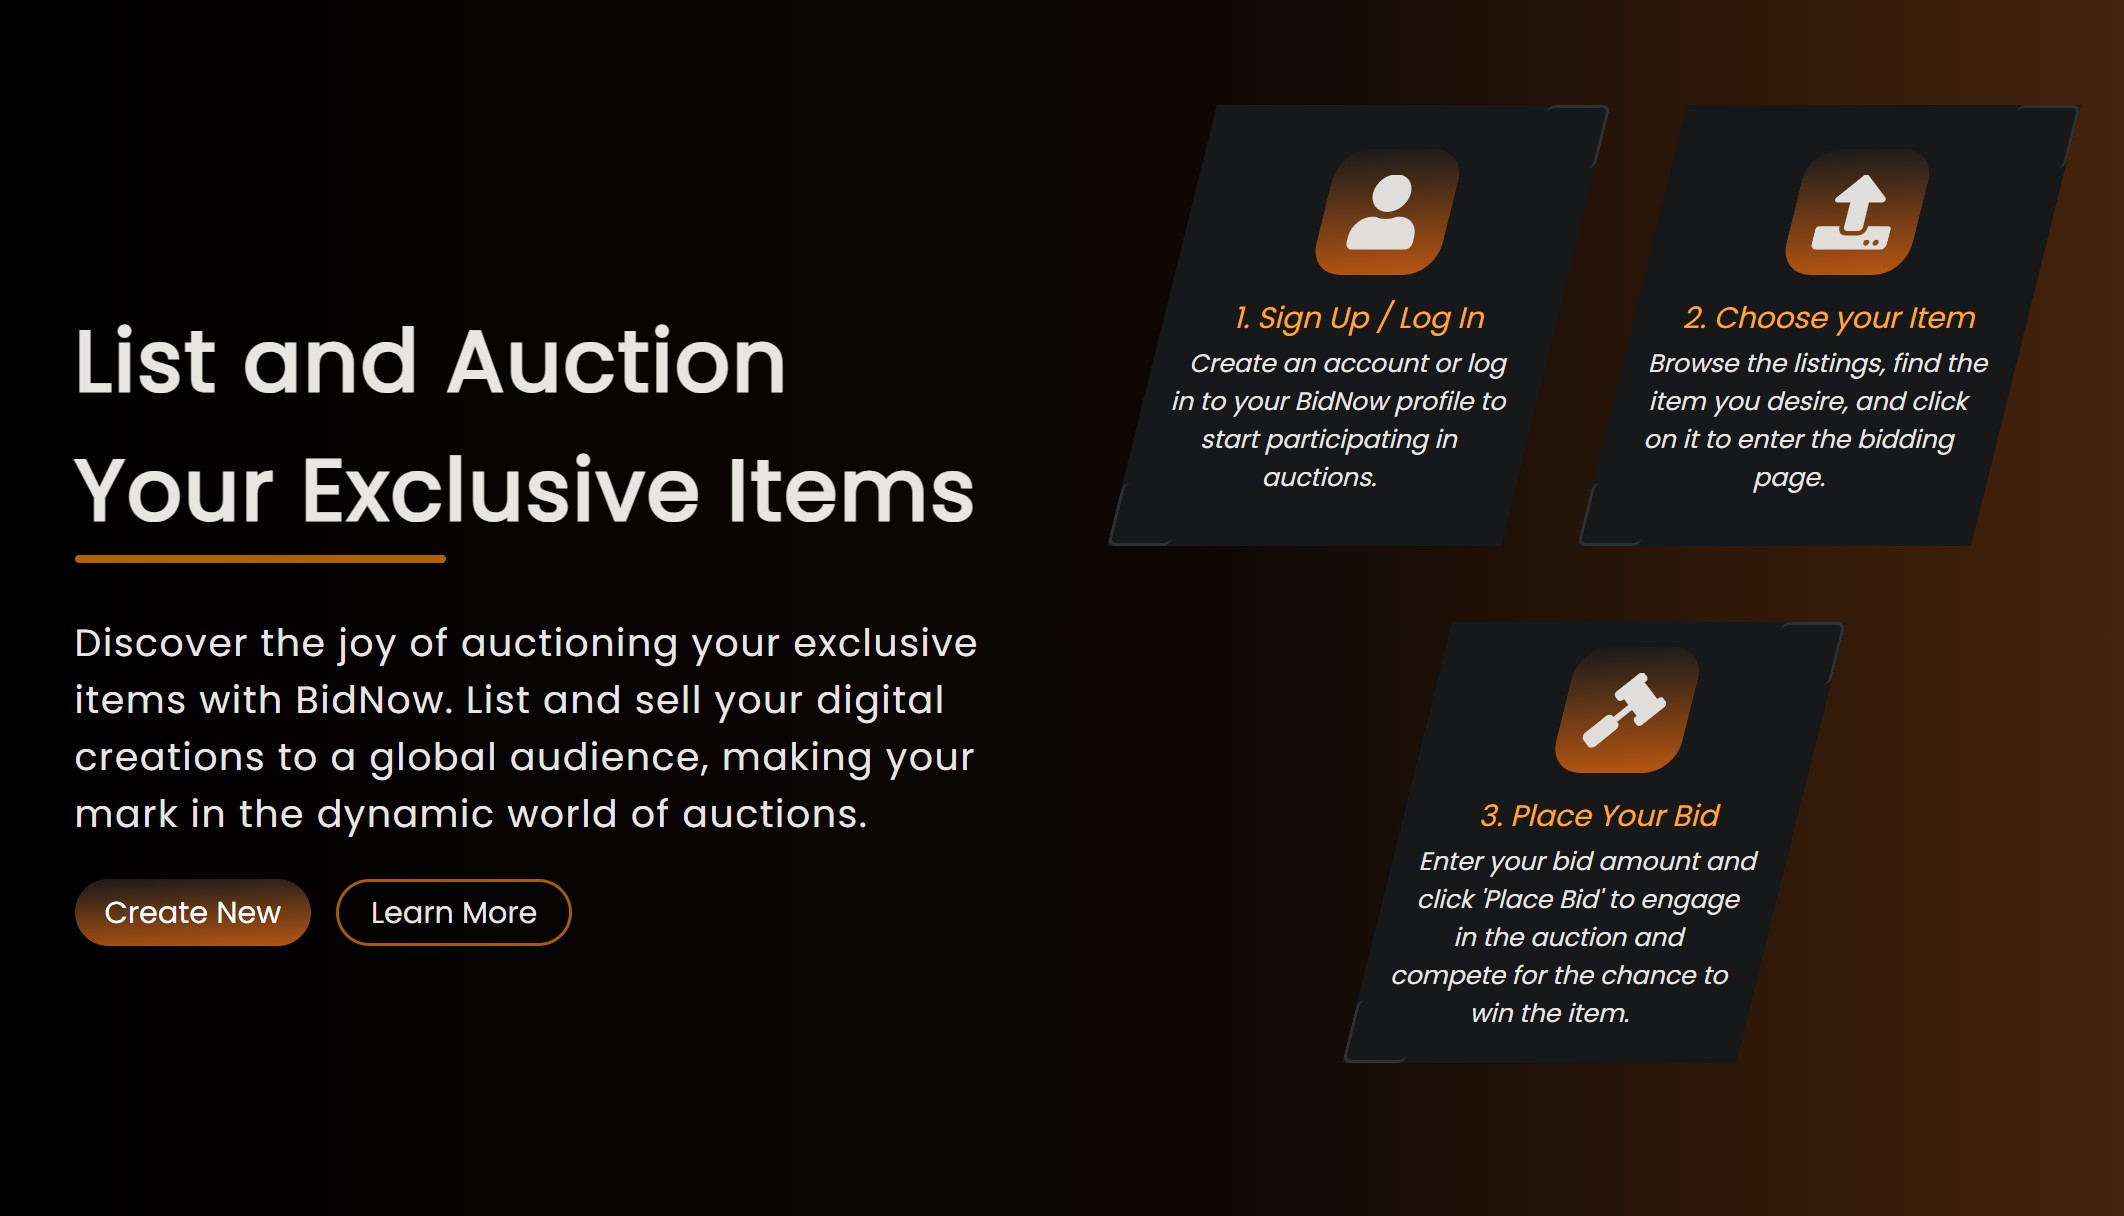 List and Auction
Your Exclusive Items
Discover the joy of auctioning your exclusive
items with BidNow. List and sell your digital
creations to a global audience, making your
mark in the dynamic world of auctions.
Create New
Learn More
1. Sign Up / Log In
Create an account or log
in to your BidNow profile to
start participating in
auctions.
2. Choose your Item
Browse the listings, find the
item you desire, and click
on it to enter the bidding
page.
3. Place Your Bid
Enter your bid amount and
click 'Place Bid' to engage
in the auction and
compete for the chance to
win the item.